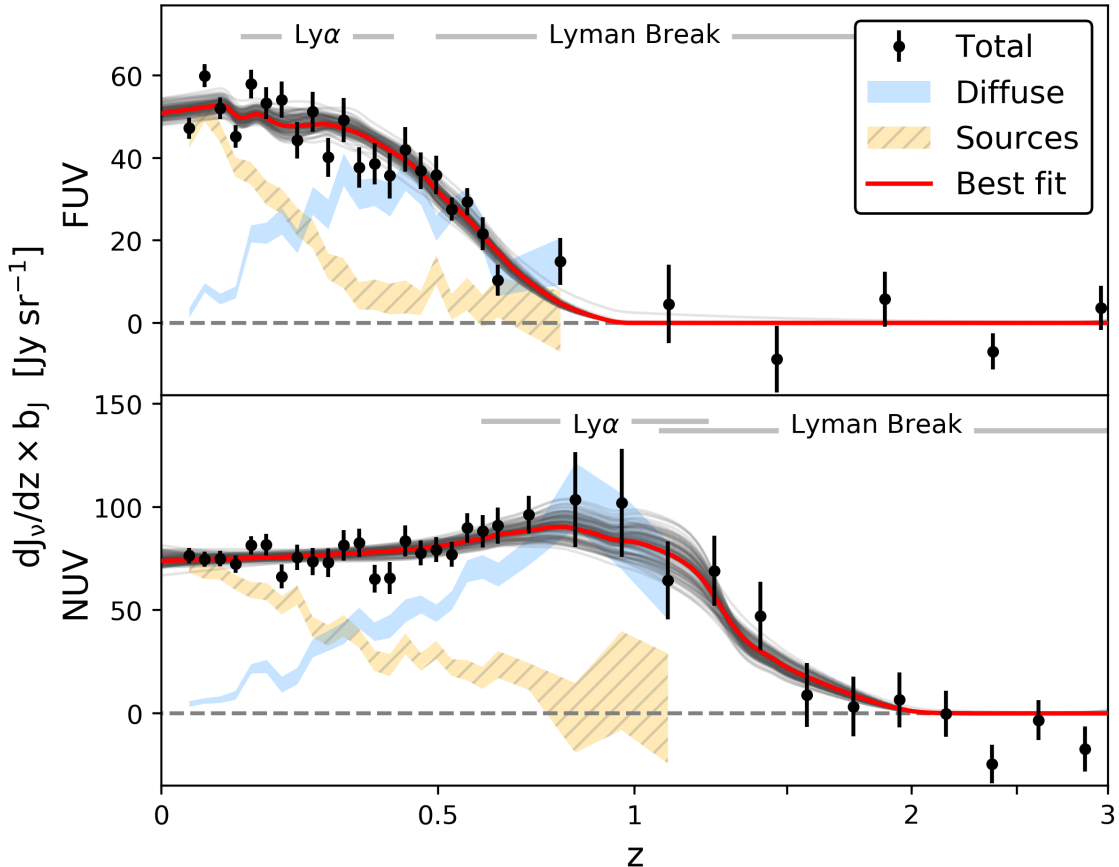 Lyα
Lyman Break
Total
Diffuse
Sources
Best fit
FUV
60
40
20
0
dJν/dz × bJ [Jy sr⁻¹]
Lyα
Lyman Break
NUV
150
100
50
0
0 0.5 1 2 3
z